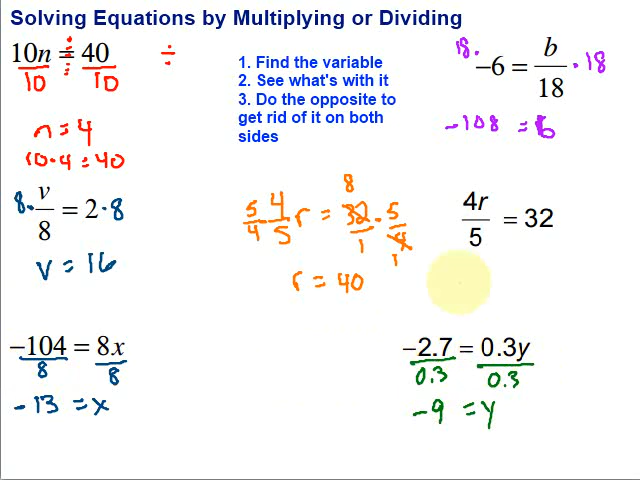 Solving Equations by Multiplying or Dividing
10n ÷ = 40 ÷
10 10
n = 4
10 · 4 = 40
1. Find the variable
2. See what's with it
3. Do the opposite to
get rid of it on both
sides
18 · -6 = b/18 · 18
-108 = b
8 · v/8 = 2 · 8
v = 16
8
5/4 · 4/5 r = 32/1 · 5/4
1
r = 40
4r/5 = 32
-104 = 8x
8 8
-13 = x
-2.7 = 0.3y
0.3 0.3
-9 = y